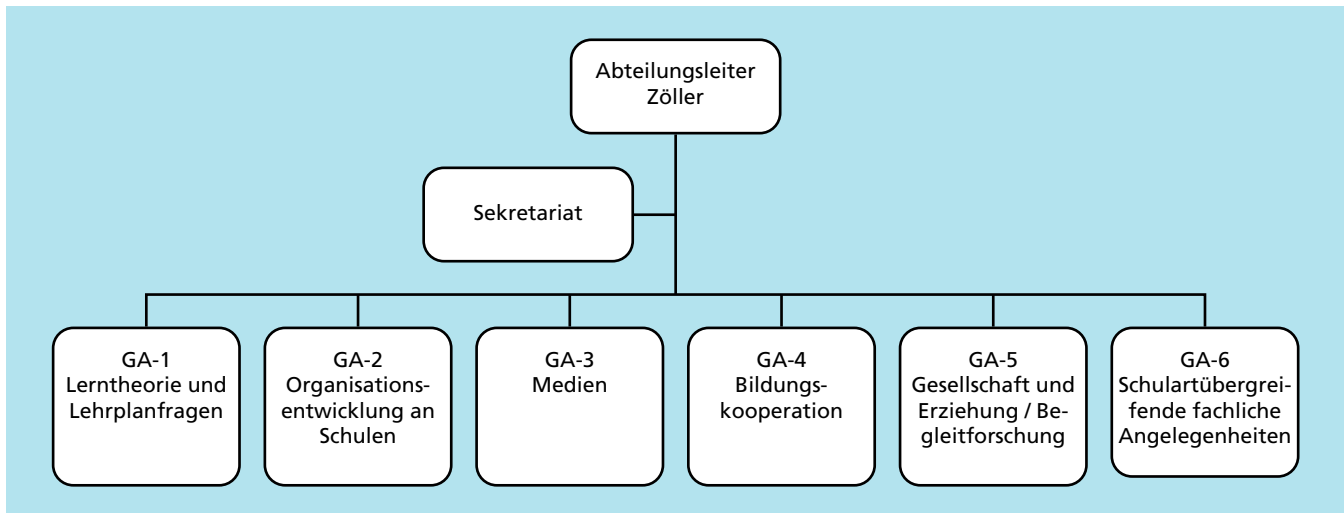 Abteilungsleiter
Zöller
Sekretariat
GA-1
Lerntheorie und
Lehrplanfragen
GA-2
Organisations-
entwicklung an
Schulen
GA-3
Medien
GA-4
Bildungs-
kooperation
GA-5
Gesellschaft und
Erziehung / Be-
gleitforschung
GA-6
Schulartübergrei-
fende fachliche
Angelegenheiten